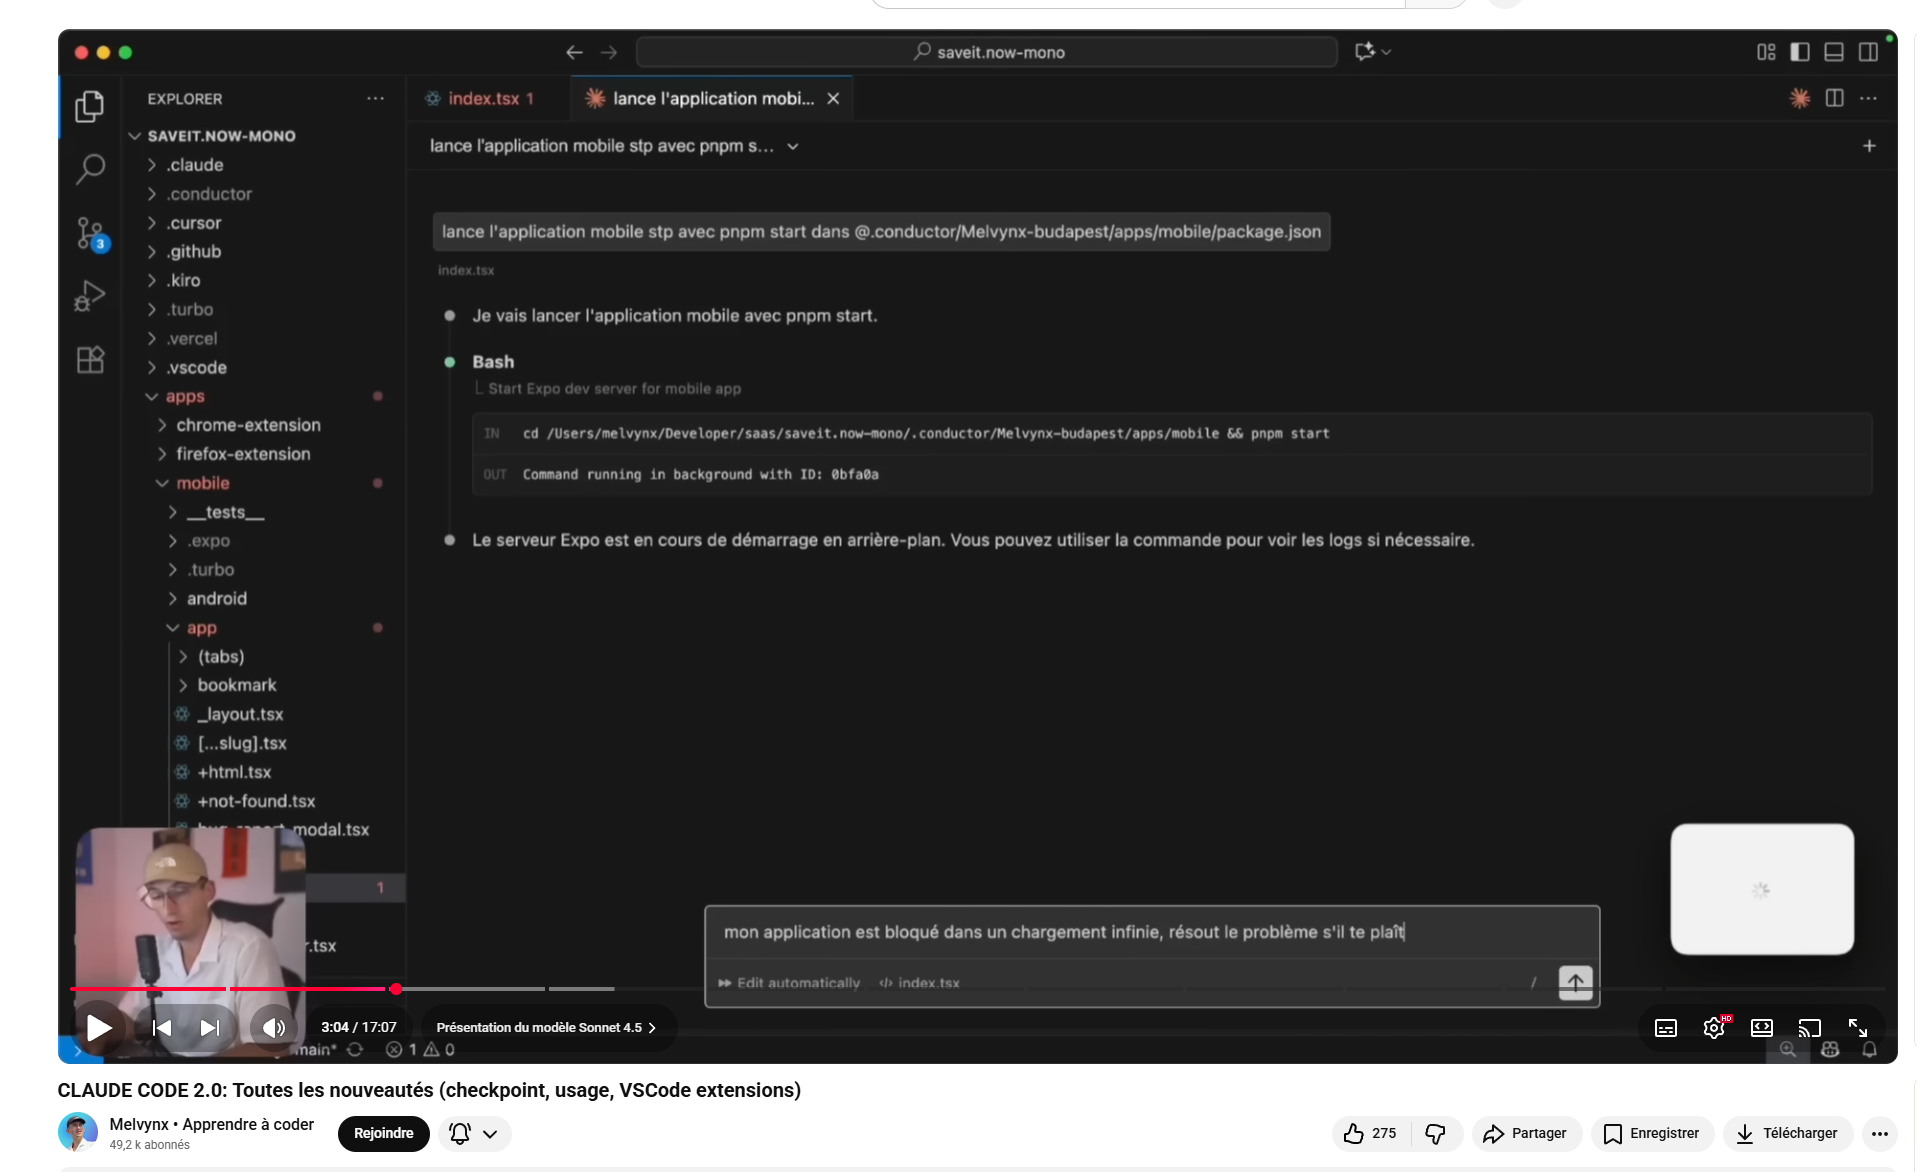 saveit.now-mono
EXPLORER
index.tsx 1
lance l'application mobi...
SAVEIT.NOW-MONO
lance l'application mobile stp avec pnpm s...
.claude
.conductor
.cursor
.github
.kiro
.turbo
.vercel
.vscode
apps
chrome-extension
firefox-extension
mobile
__tests__
.expo
.turbo
android
app
(tabs)
bookmark
_layout.tsx
[...slug].tsx
+html.tsx
+not-found.tsx
modal.tsx
1
r.tsx
3
lance l'application mobile stp avec pnpm start dans @.conductor/Melvynx-budapest/apps/mobile/package.json
index.tsx
Je vais lancer l'application mobile avec pnpm start.
Bash
Start Expo dev server for mobile app
IN cd /Users/melvynx/Developer/saas/saveit.now-mono/.conductor/Melvynx-budapest/apps/mobile && pnpm start
OUT Command running in background with ID: 0bfa0a
Le serveur Expo est en cours de démarrage en arrière-plan. Vous pouvez utiliser la commande pour voir les logs si nécessaire.
mon application est bloqué dans un chargement infinie, résout le problème s'il te plaît
Edit automatically index.tsx /
3:04 / 17:07 Présentation du modèle Sonnet 4.5
HD
main* 1 0
CLAUDE CODE 2.0: Toutes les nouveautés (checkpoint, usage, VSCode extensions)
Melvynx • Apprendre à coder
49,2 k abonnés
Rejoindre
275
Partager
Enregistrer
Télécharger